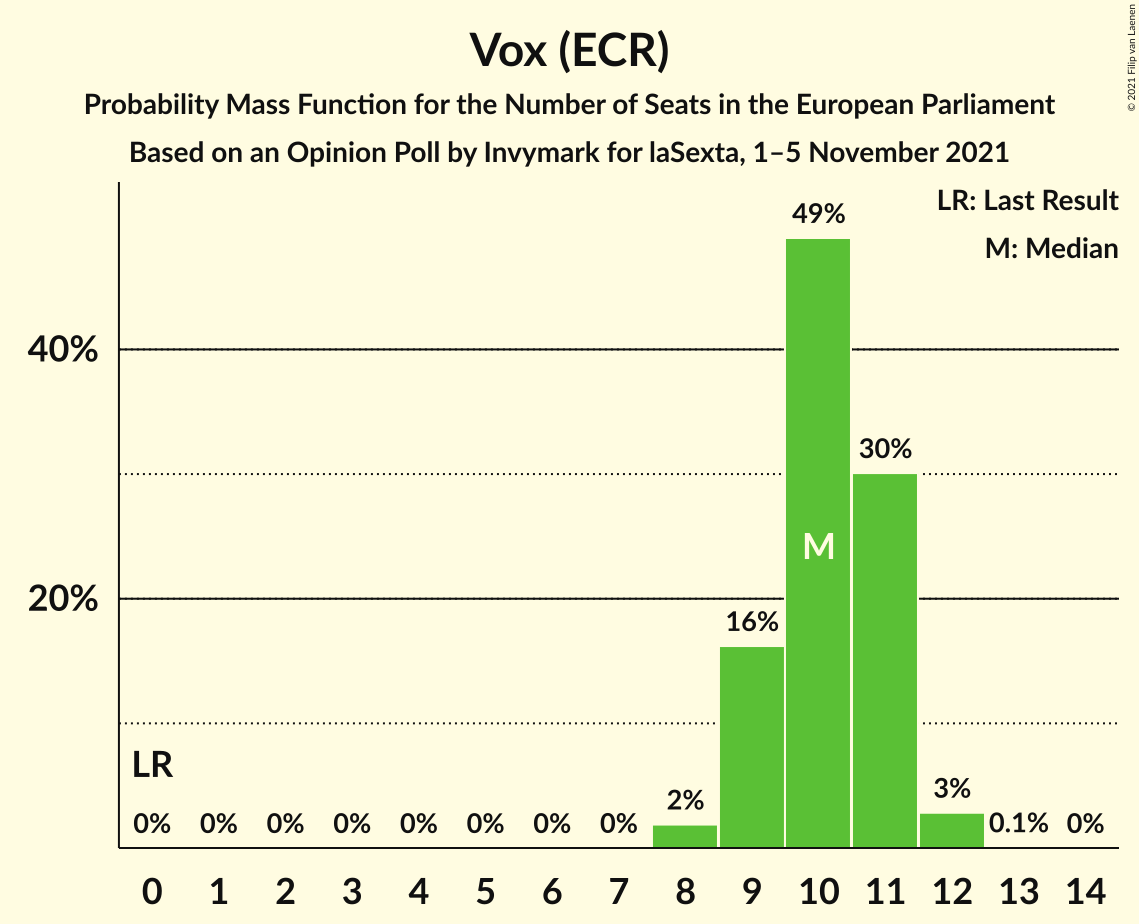 Vox (ECR)
Probability Mass Function for the Number of Seats in the European Parliament
Based on an Opinion Poll by Invymark for laSexta, 1–5 November 2021
© 2021 Filip van Laenen
LR: Last Result
M: Median
49%
40%
30%
M
20%
16%
LR
2%
3%
0% 0% 0% 0% 0% 0% 0% 0% 0.1% 0%
0 1 2 3 4 5 6 7 8 9 10 11 12 13 14